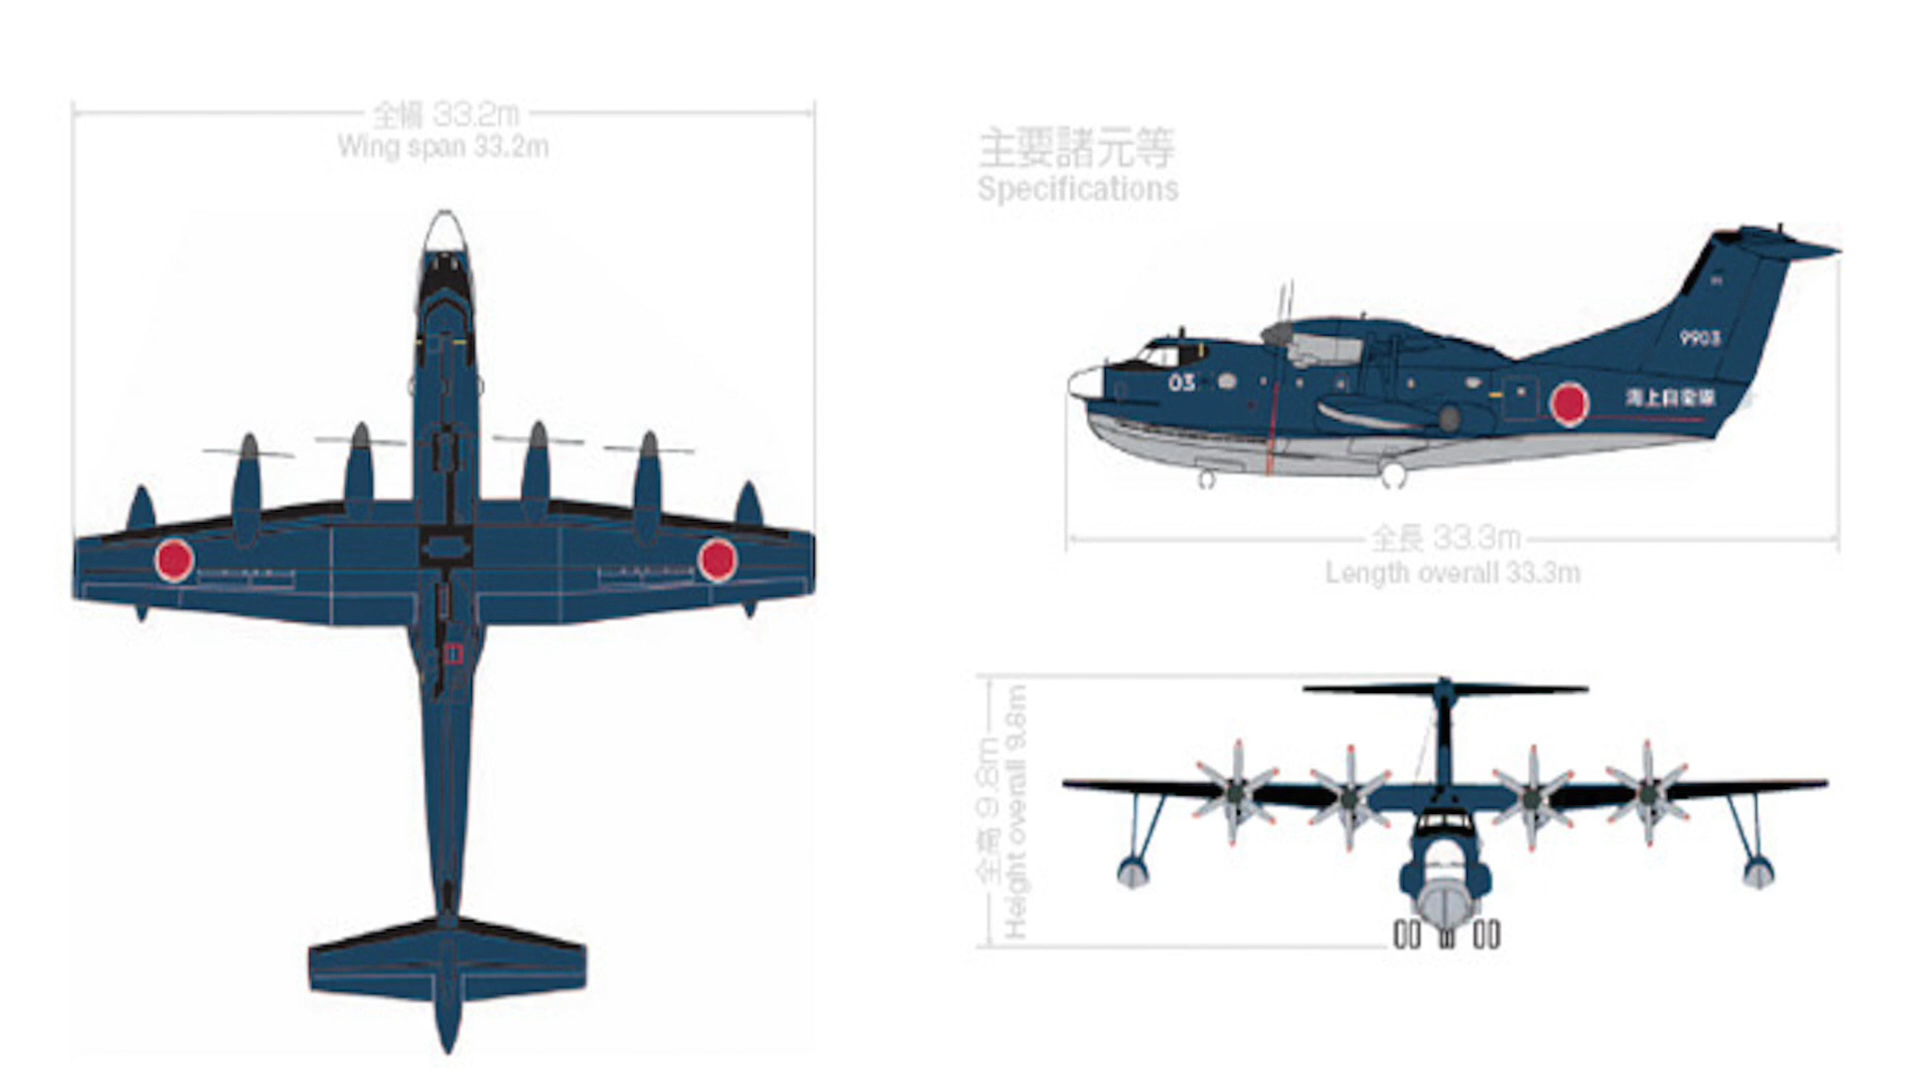 全幅 33.2m
Wing span 33.2m
主要諸元等
Specifications
9903
03
海上自衛隊
全長 33.3m
Length overall 33.3m
全高 9.8m
Height overall 9.8m